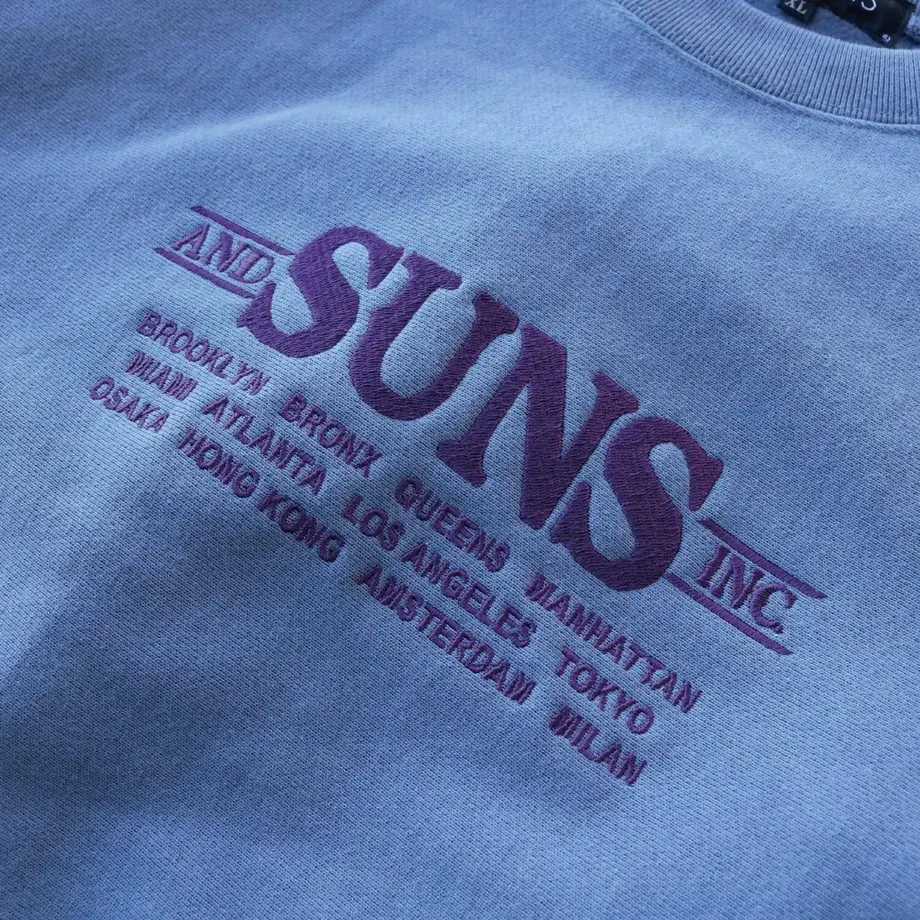 XL
AND SUNS INC.
BROOKLYN BRONX QUEENS MANHATTAN
MIAMI ATLANTA LOS ANGELES TOKYO
OSAKA HONG KONG AMSTERDAM MILAN